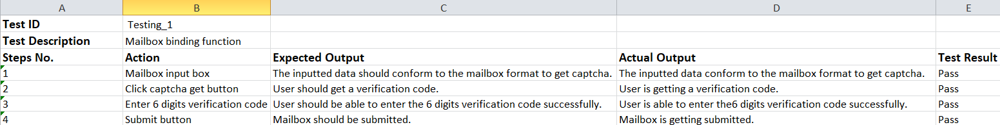 A B C D E
Test ID Testing_1
Test Description Mailbox binding function
Steps No. Action Expected Output Actual Output Test Result
1 Mailbox input box The inputted data should conform to the mailbox format to get captcha. The inputted data conform to the mailbox format to get captcha. Pass
2 Click captcha get button User should get a verification code. User is getting a verification code. Pass
3 Enter 6 digits verification code User should be able to enter the 6 digits verification code successfully. User is able to enter the6 digits verification code successfully. Pass
4 Submit button Mailbox should be submitted. Mailbox is getting submitted. Pass